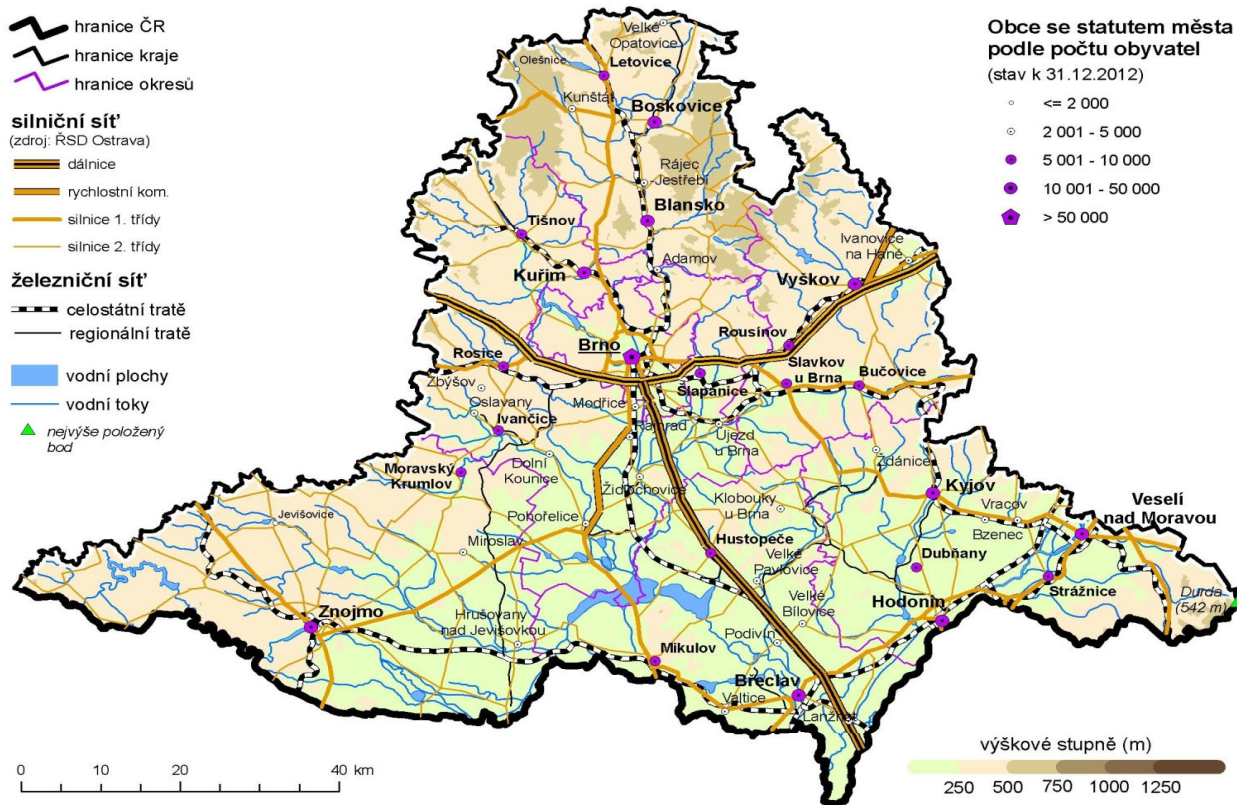 hranice ČR
hranice kraje
hranice okresů
silniční síť
(zdroj: ŘSD Ostrava)
dálnice
rychlostní kom.
silnice 1. třídy
silnice 2. třídy
železniční síť
celostátní tratě
regionální tratě
vodní plochy
vodní toky
nejvýše položený
bod
Obce se statutem města
podle počtu obyvatel
(stav k 31.12.2012)
<= 2 000
2 001 - 5 000
5 001 - 10 000
10 001 - 50 000
> 50 000
Velké
Opatovice
Olešnice
Letovice
Kunštát
Boskovice
Rájec
Jestřebí
Blansko
Tišnov
Ivanovice
na Hané
Adamov
Kuřim
Vyškov
Rousínov
Brno
Rosice
Slavkov
u Brna
Bučovice
Šlapanice
Zbýšov
Oslavany
Modřice
Ivančice
Rajhrad
Újezd
u Brna
Dolní
Kounice
Ždánice
Moravský
Krumlov
Židlochovice
Klobouky
u Brna
Kyjov
Vracov
Veselí
nad Moravou
Jevišovice
Pohořelice
Bzenec
Miroslav
Hustopeče
Velké
Pavlovice
Dubňany
Strážnice
Durda
(542 m)
Velké
Bílovice
Hodonín
Znojmo
Hrušovany
nad Jevišovkou
Podivín
Mikulov
Břeclav
Valtice
Lanžhot
0 10 20 40 km
výškové stupně (m)
250 500 750 1000 1250